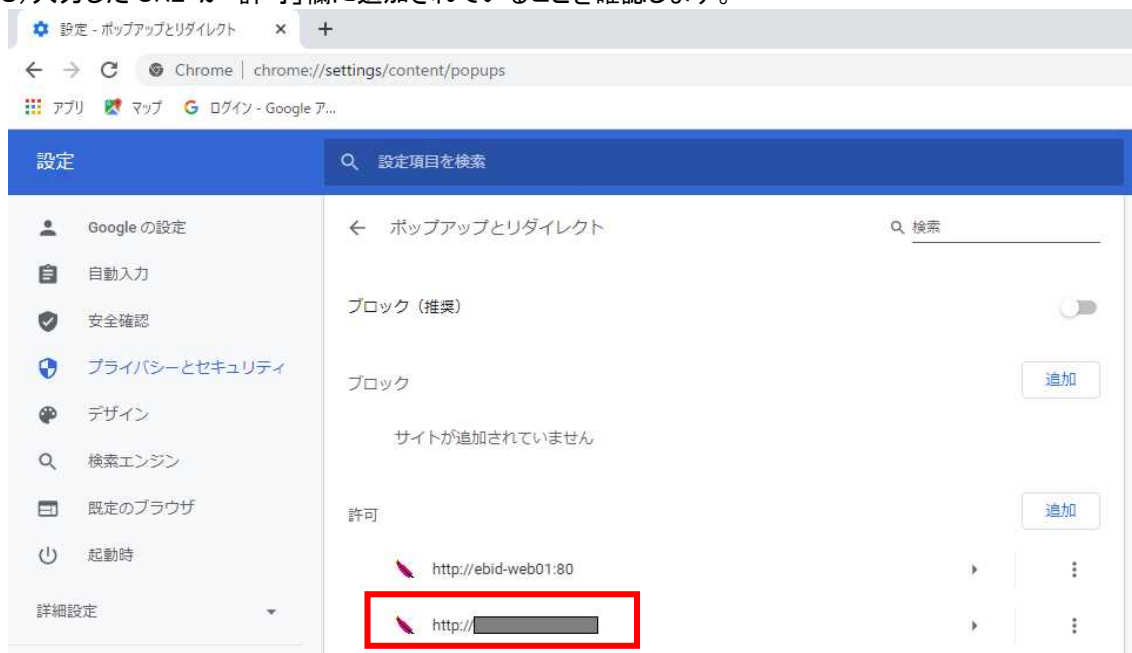 入力した URL が「許可」欄に追加されていることを確認します。
設定 - ポップアップとリダイレクト × +
Chrome | chrome://settings/content/popups
アプリ マップ G ログイン - Google ア...
設定
設定項目を検索
Google の設定
自動入力
安全確認
プライバシーとセキュリティ
デザイン
検索エンジン
既定のブラウザ
起動時
詳細設定
ポップアップとリダイレクト
検索
ブロック（推奨）
ブロック
追加
サイトが追加されていません
許可
追加
http://ebid-web01:80
http://